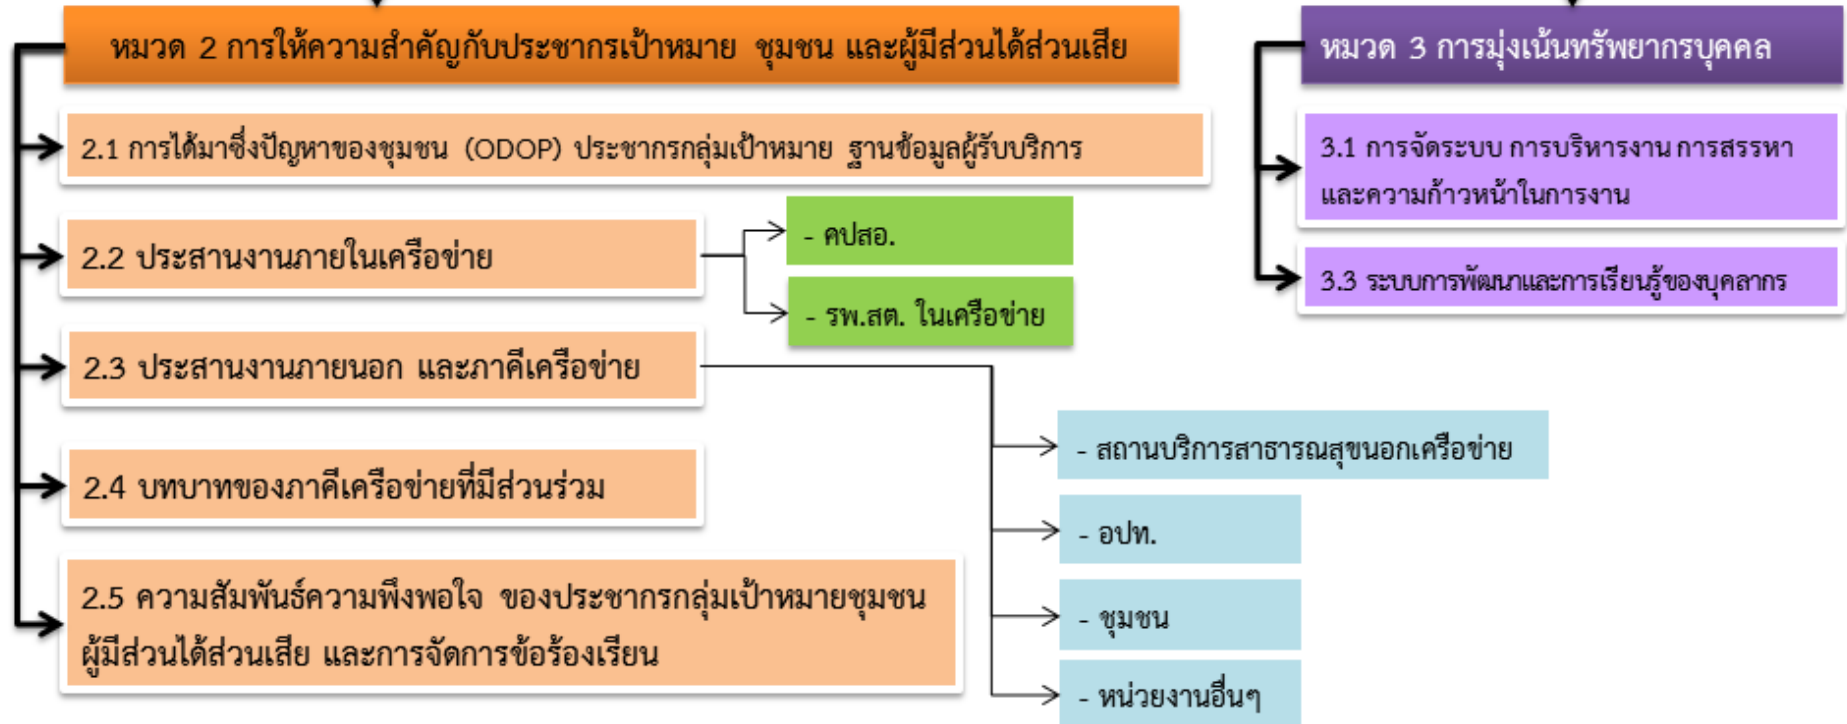 หมวด 2 การให้ความสำคัญกับประชากรเป้าหมาย ชุมชน และผู้มีส่วนได้ส่วนเสีย
2.1 การได้มาซึ่งปัญหาของชุมชน (ODOP) ประชากรกลุ่มเป้าหมาย ฐานข้อมูลผู้รับบริการ
2.2 ประสานงานภายในเครือข่าย
- คปสอ.
- รพ.สต. ในเครือข่าย
2.3 ประสานงานภายนอก และภาคีเครือข่าย
- สถานบริการสาธารณสุขนอกเครือข่าย
- อปท.
- ชุมชน
- หน่วยงานอื่นๆ
2.4 บทบาทของภาคีเครือข่ายที่มีส่วนร่วม
2.5 ความสัมพันธ์ความพึงพอใจ ของประชากรกลุ่มเป้าหมายชุมชน
ผู้มีส่วนได้ส่วนเสีย และการจัดการข้อร้องเรียน
หมวด 3 การมุ่งเน้นทรัพยากรบุคคล
3.1 การจัดระบบ การบริหารงาน การสรรหา
และความก้าวหน้าในการงาน
3.3 ระบบการพัฒนาและการเรียนรู้ของบุคลากร